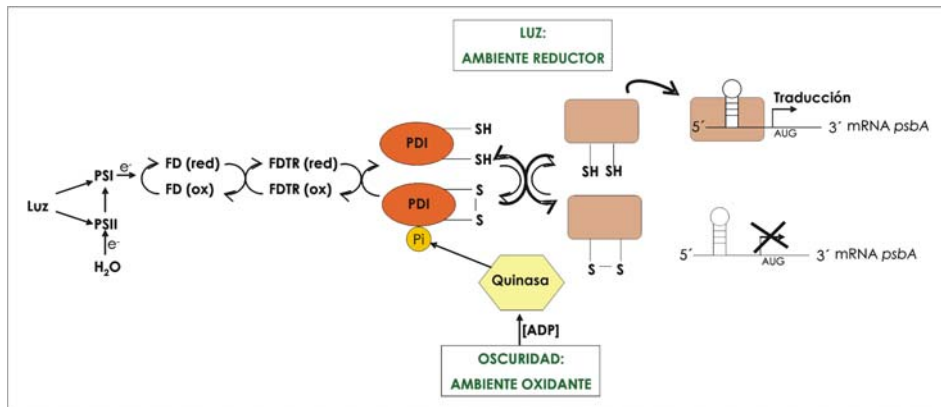 LUZ:
AMBIENTE REDUCTOR
Luz
PSI
PSII
e-
e-
H2O
FD (red)
FD (ox)
FDTR (red)
FDTR (ox)
PDI
SH
SH
PDI
S
S
Pi
Quinasa
[ADP]
OSCURIDAD:
AMBIENTE OXIDANTE
SH SH
S S
Traducción
5´ AUG 3´ mRNA psbA
5´ AUG 3´ mRNA psbA